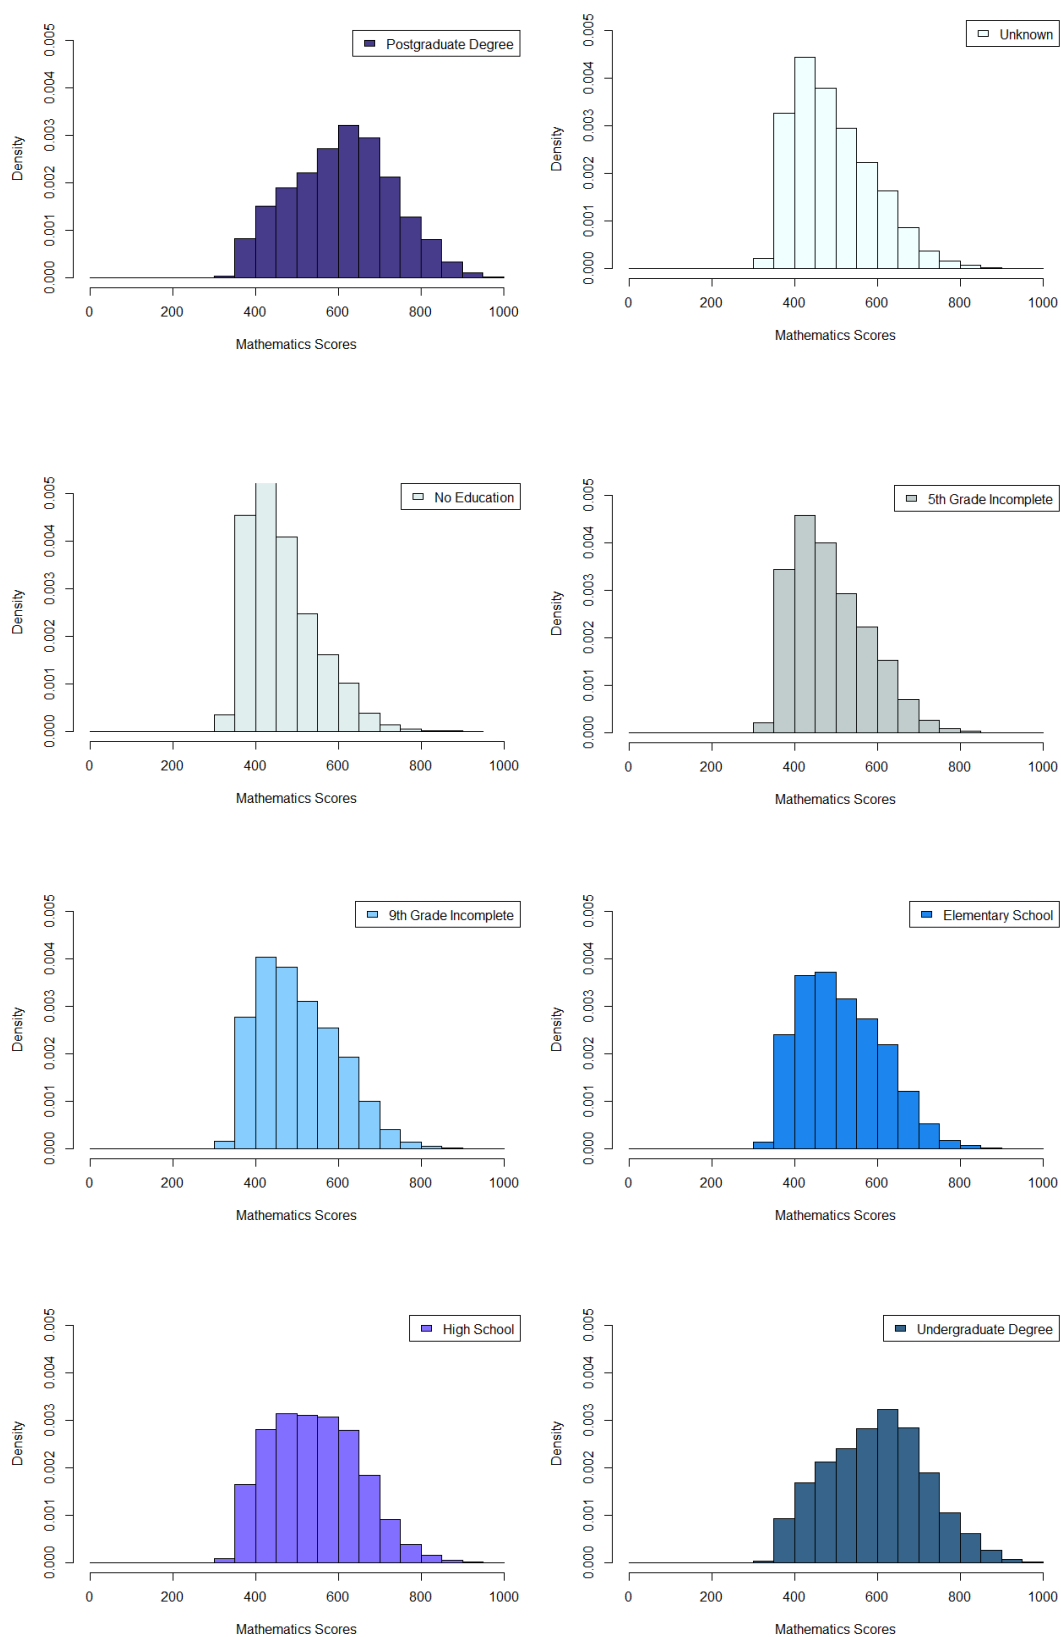 Postgraduate Degree
Density
0.000 0.001 0.002 0.003 0.004 0.005
0 200 400 600 800 1000
Mathematics Scores
Unknown
Density
0.000 0.001 0.002 0.003 0.004 0.005
0 200 400 600 800 1000
Mathematics Scores
No Education
Density
0.000 0.001 0.002 0.003 0.004 0.005
0 200 400 600 800 1000
Mathematics Scores
5th Grade Incomplete
Density
0.000 0.001 0.002 0.003 0.004 0.005
0 200 400 600 800 1000
Mathematics Scores
9th Grade Incomplete
Density
0.000 0.001 0.002 0.003 0.004 0.005
0 200 400 600 800 1000
Mathematics Scores
Elementary School
Density
0.000 0.001 0.002 0.003 0.004 0.005
0 200 400 600 800 1000
Mathematics Scores
High School
Density
0.000 0.001 0.002 0.003 0.004 0.005
0 200 400 600 800 1000
Mathematics Scores
Undergraduate Degree
Density
0.000 0.001 0.002 0.003 0.004 0.005
0 200 400 600 800 1000
Mathematics Scores